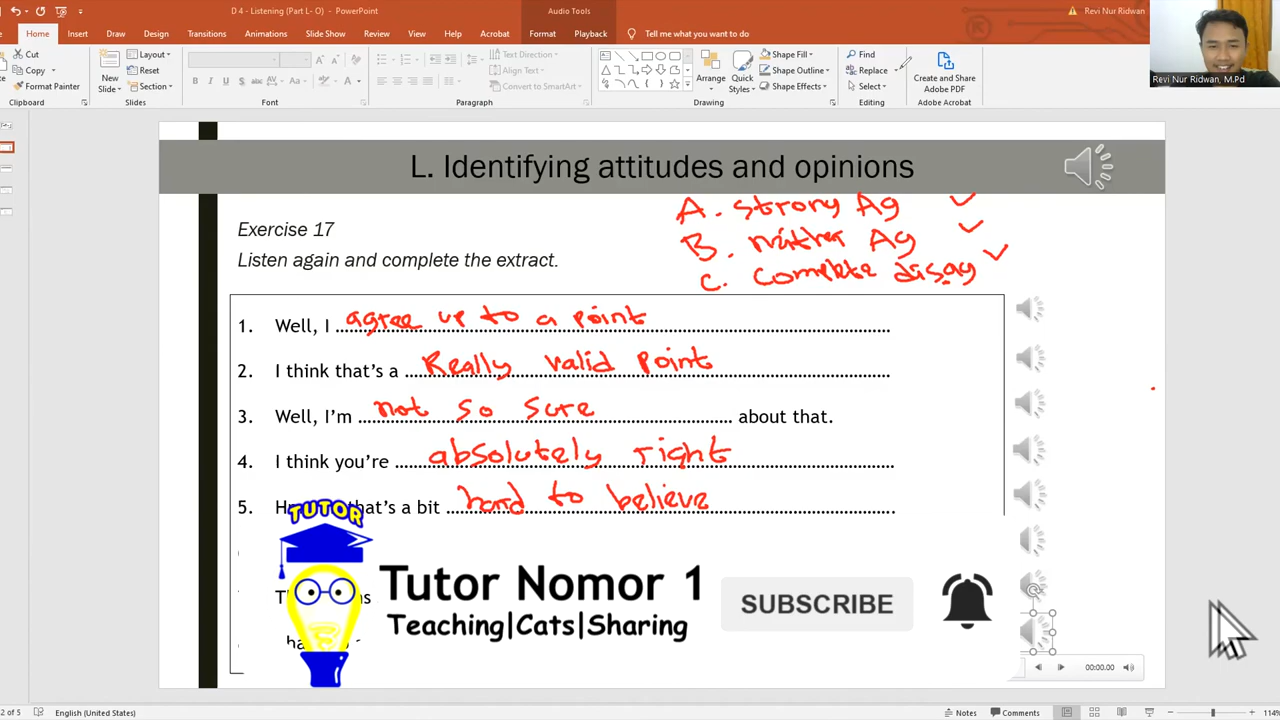 D 4 - Listening (Part L- O) - PowerPoint
Audio Tools
Revi Nur Ridwan
Home Insert Draw Design Transitions Animations Slide Show Review View Help Acrobat Format Playback Tell me what you want to do
Cut
Copy
Format Painter
Clipboard
New Slide
Layout
Reset
Section
Slides
Font
Text Direction
Align Text
Convert to SmartArt
Paragraph
Arrange
Quick Styles
Shape Fill
Shape Outline
Shape Effects
Drawing
Find
Replace
Select
Editing
Create and Share Adobe PDF
Adobe Acrobat
Revi Nur Ridwan, M.Pd
L. Identifying attitudes and opinions
Exercise 17
Listen again and complete the extract.
A. strong Ag
B. neither Ag
C. Complete disag
1. Well, I agree up to a point
2. I think that's a Really valid point
3. Well, I'm not so sure about that.
4. I think you're absolutely right
5. that's a bit hard to believe
TUTOR
Tutor Nomor 1
Teaching|Cats|Sharing
SUBSCRIBE
00:00.00
2 of 5
English (United States)
Notes
Comments
114%